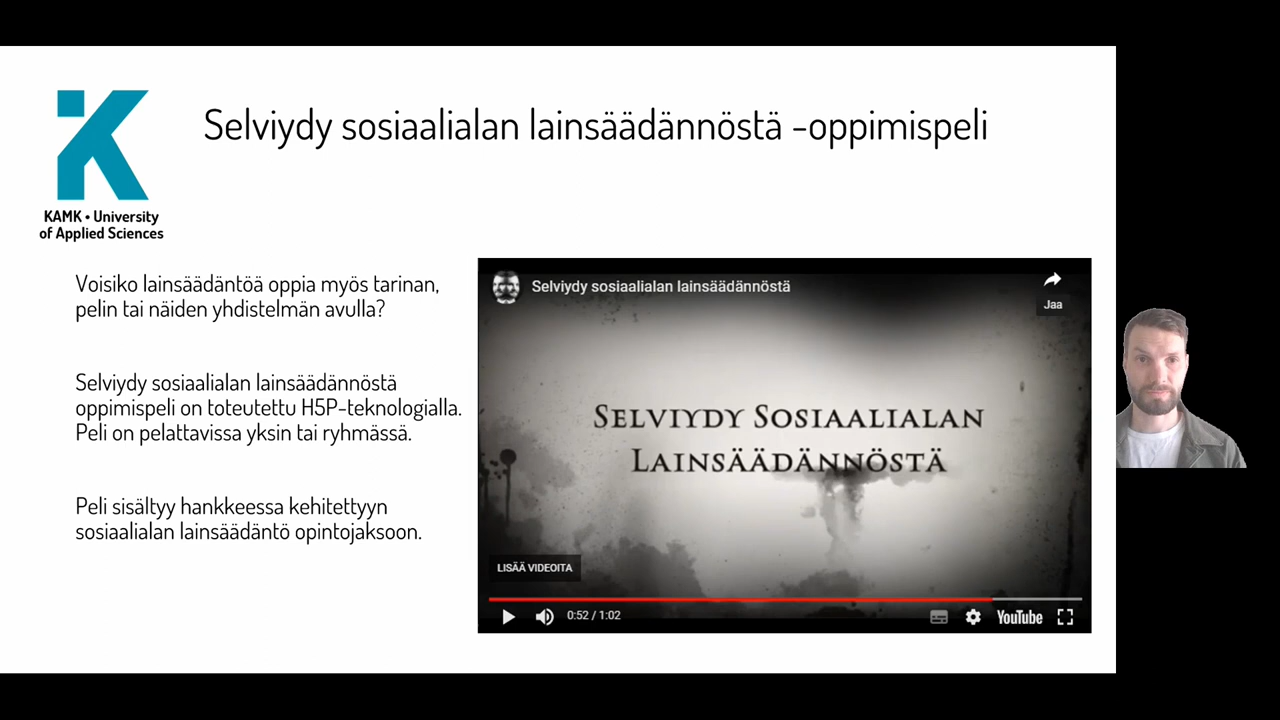 Selviydy sosiaalialan lainsäädännöstä -oppimispeli
KAMK • University
of Applied Sciences
Voisiko lainsäädäntöä oppia myös tarinan,
pelin tai näiden yhdistelmän avulla?
Selviydy sosiaalialan lainsäädännöstä
oppimispeli on toteutettu H5P-teknologialla.
Peli on pelattavissa yksin tai ryhmässä.
Peli sisältyy hankkeessa kehitettyyn
sosiaalialan lainsäädäntö opintojaksoon.
Selviydy sosiaalialan lainsäädännöstä
Jaa
Selviydy Sosiaalialan
Lainsäädännöstä
LISÄÄ VIDEOITA
0:52 / 1:02
YouTube